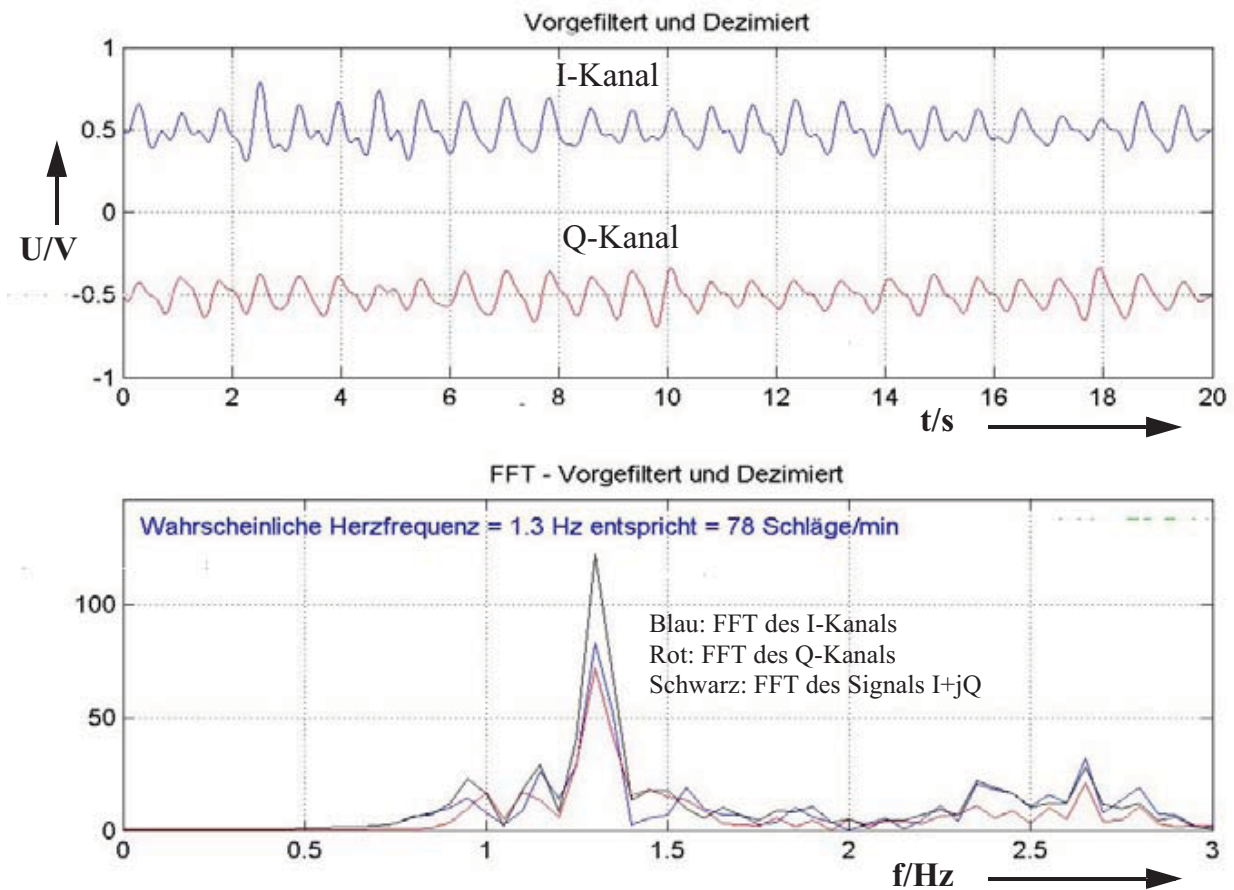 Vorgefiltert und Dezimiert
1
0.5
0
-0.5
-1
U/V
I-Kanal
Q-Kanal
0 2 4 6 8 10 12 14 16 18 20
t/s
FFT - Vorgefiltert und Dezimiert
Wahrscheinliche Herzfrequenz = 1.3 Hz entspricht = 78 Schläge/min
Blau: FFT des I-Kanals
Rot: FFT des Q-Kanals
Schwarz: FFT des Signals I+jQ
100
50
0
0 0.5 1 1.5 2 2.5 3
f/Hz